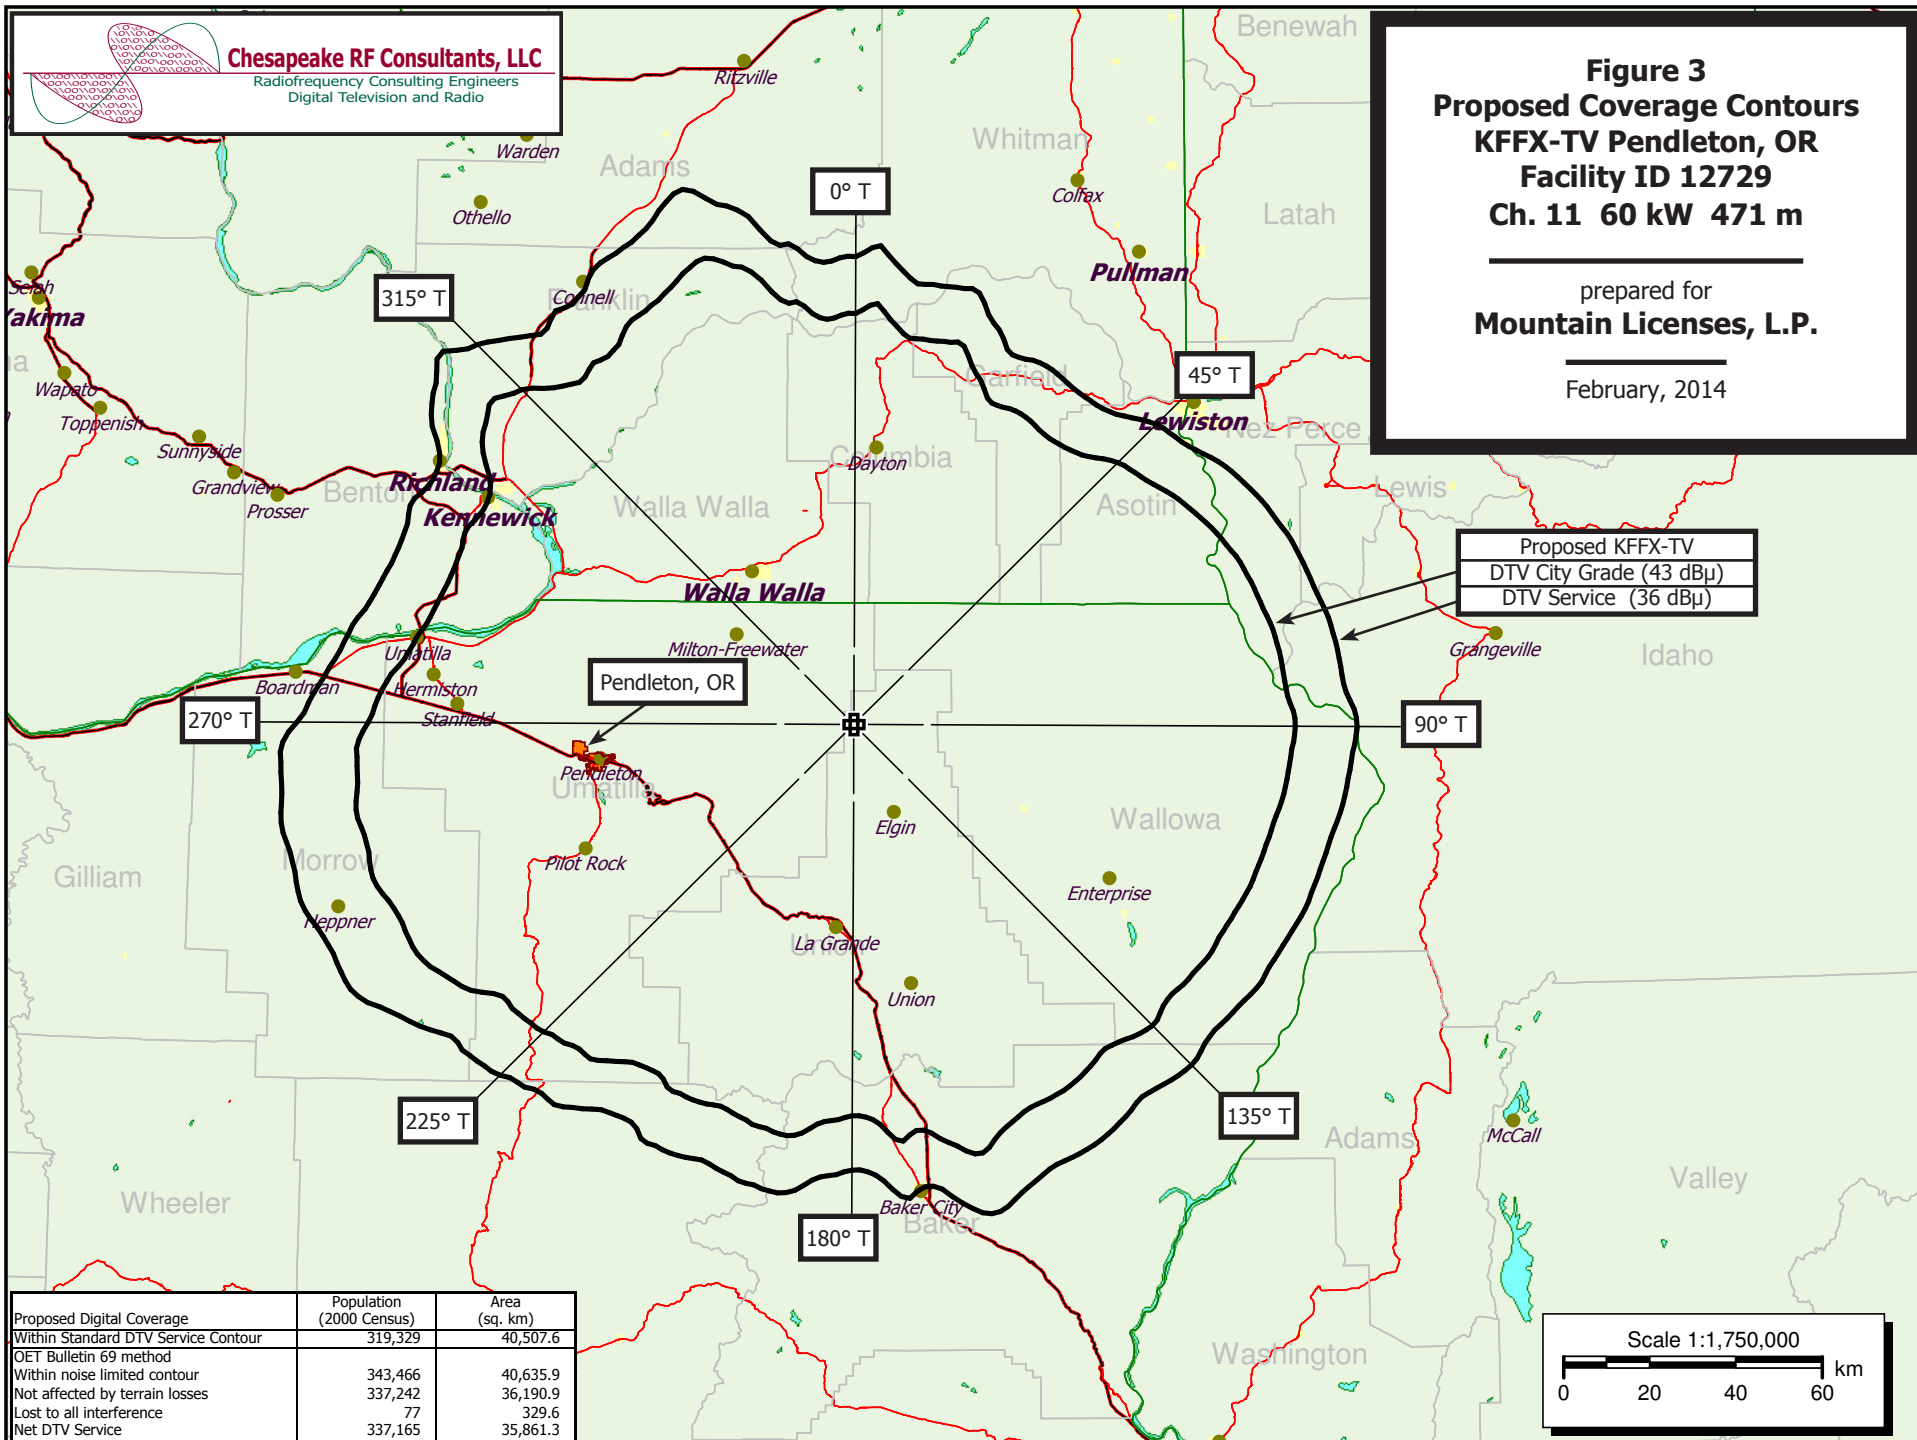 Chesapeake RF Consultants, LLC
Radiofrequency Consulting Engineers
Digital Television and Radio
Figure 3
Proposed Coverage Contours
KFFX-TV Pendleton, OR
Facility ID 12729
Ch. 11 60 kW 471 m
prepared for
Mountain Licenses, L.P.
February, 2014
Benewah
Ritzville
Whitman
Warden
Adams
Colfax
Othello
Latah
0° T
Pullman
Selah
Yakima
315° T
Connell
Franklin
45° T
Garfield
Wapato
Toppenish
Lewiston
Nez Perce
Sunnyside
Dayton
Columbia
Grandview
Prosser
Benton
Richland
Kennewick
Walla Walla
Asotin
Lewis
Proposed KFFX-TV
DTV City Grade (43 dBµ)
DTV Service (36 dBµ)
Walla Walla
Milton-Freewater
Umatilla
Grangeville
Idaho
Boardman
Hermiston
Stanfield
Pendleton, OR
270° T
90° T
Pendleton
Umatilla
Elgin
Wallowa
Gilliam
Morrow
Pilot Rock
Enterprise
Heppner
La Grande
Union
Union
225° T
135° T
Adams
McCall
Wheeler
Valley
Baker City
Baker
180° T
Washington
Proposed Digital Coverage Population (2000 Census) Area (sq. km)
Within Standard DTV Service Contour 319,329 40,507.6
OET Bulletin 69 method
Within noise limited contour 343,466 40,635.9
Not affected by terrain losses 337,242 36,190.9
Lost to all interference 77 329.6
Net DTV Service 337,165 35,861.3
Scale 1:1,750,000
0 20 40 60 km